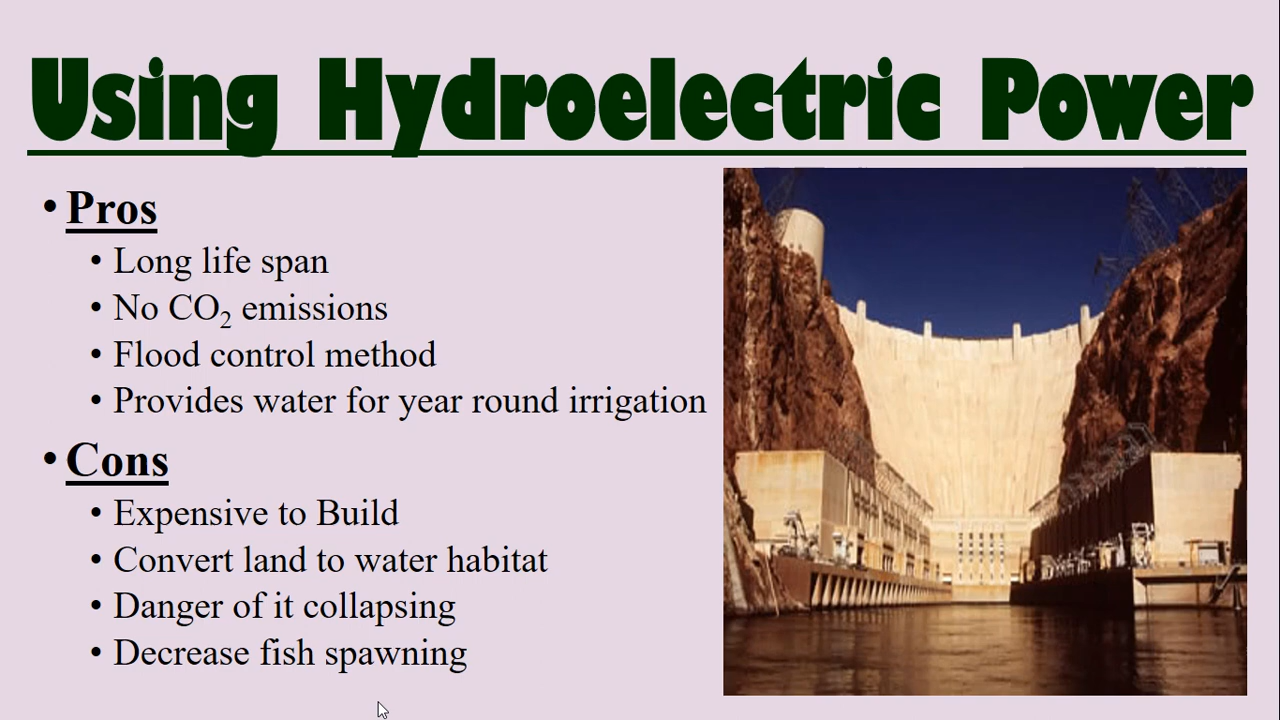 Using Hydroelectric Power
• Pros
• Long life span
• No CO₂ emissions
• Flood control method
• Provides water for year round irrigation
• Cons
• Expensive to Build
• Convert land to water habitat
• Danger of it collapsing
• Decrease fish spawning